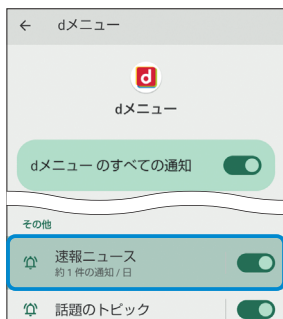 dメニュー
d
dメニュー
dメニュー のすべての通知
その他
速報ニュース
約 1 件の通知 / 日
話題のトピック